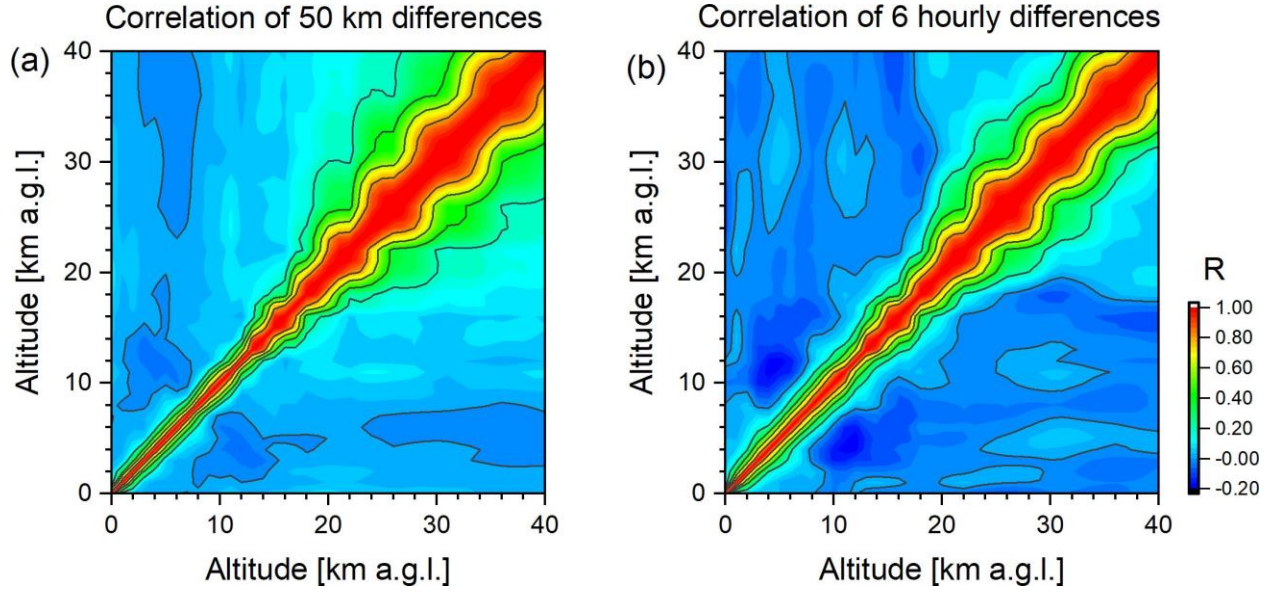 Correlation of 50 km differences
Correlation of 6 hourly differences
(a)
40
30
20
10
0
Altitude [km a.g.l.]
0 10 20 30 40
Altitude [km a.g.l.]
(b)
40
30
20
10
0
Altitude [km a.g.l.]
0 10 20 30 40
Altitude [km a.g.l.]
R
1.00
0.80
0.60
0.40
0.20
-0.00
-0.20